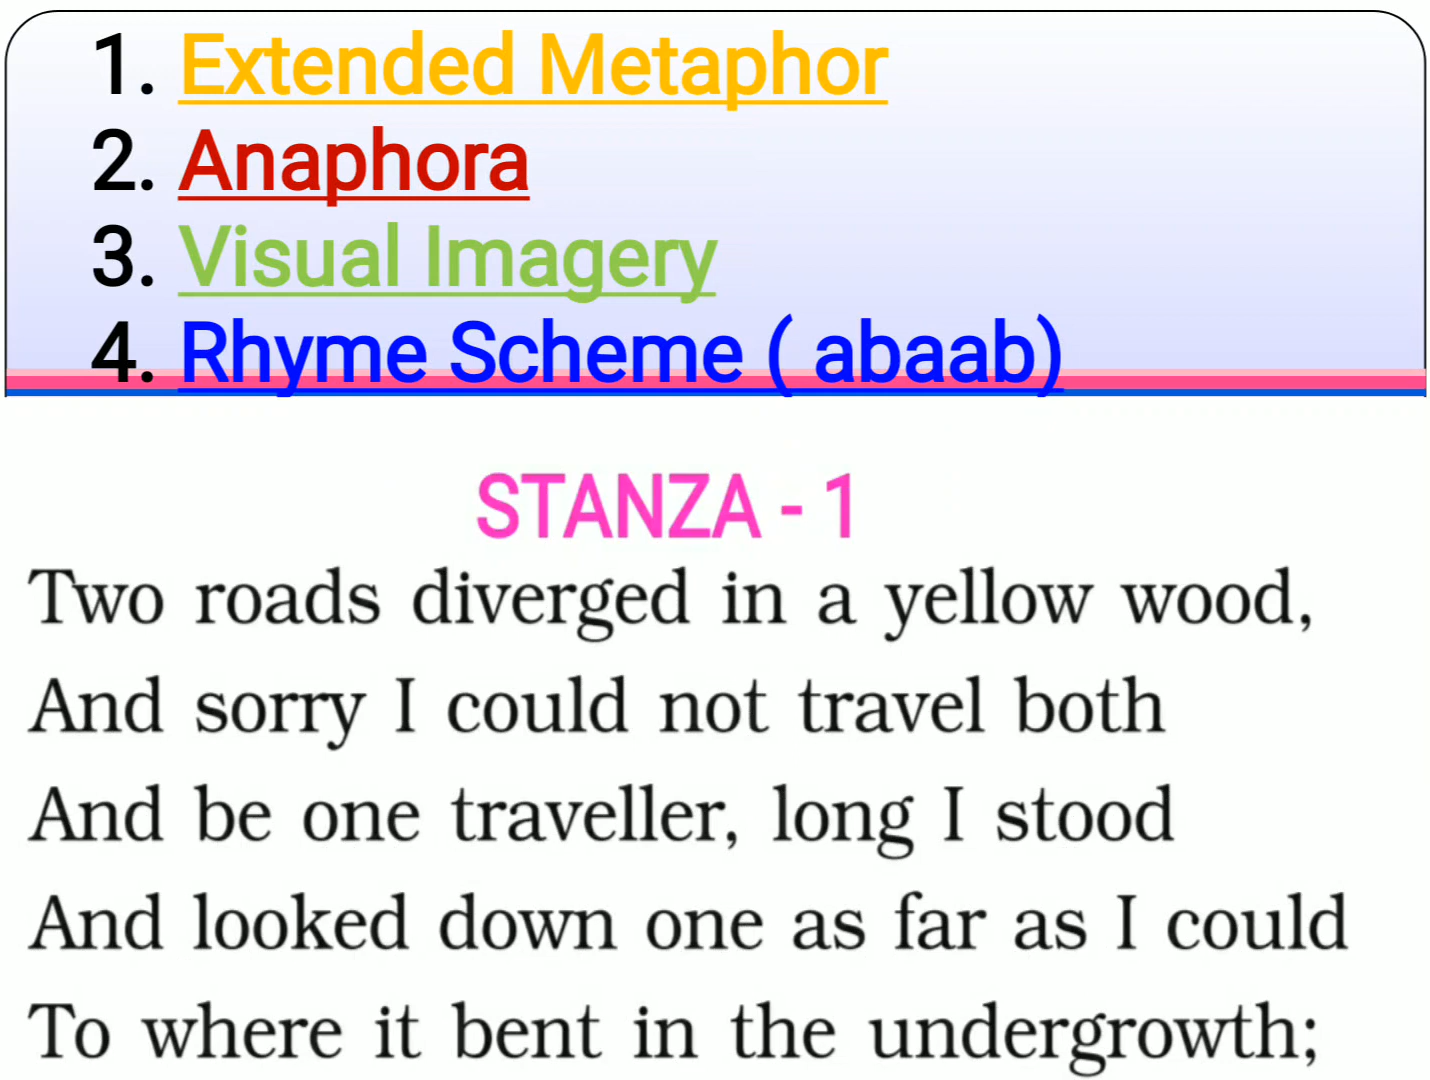 1. Extended Metaphor
2. Anaphora
3. Visual Imagery
4. Rhyme Scheme ( abaab)
STANZA - 1
Two roads diverged in a yellow wood,
And sorry I could not travel both
And be one traveller, long I stood
And looked down one as far as I could
To where it bent in the undergrowth;